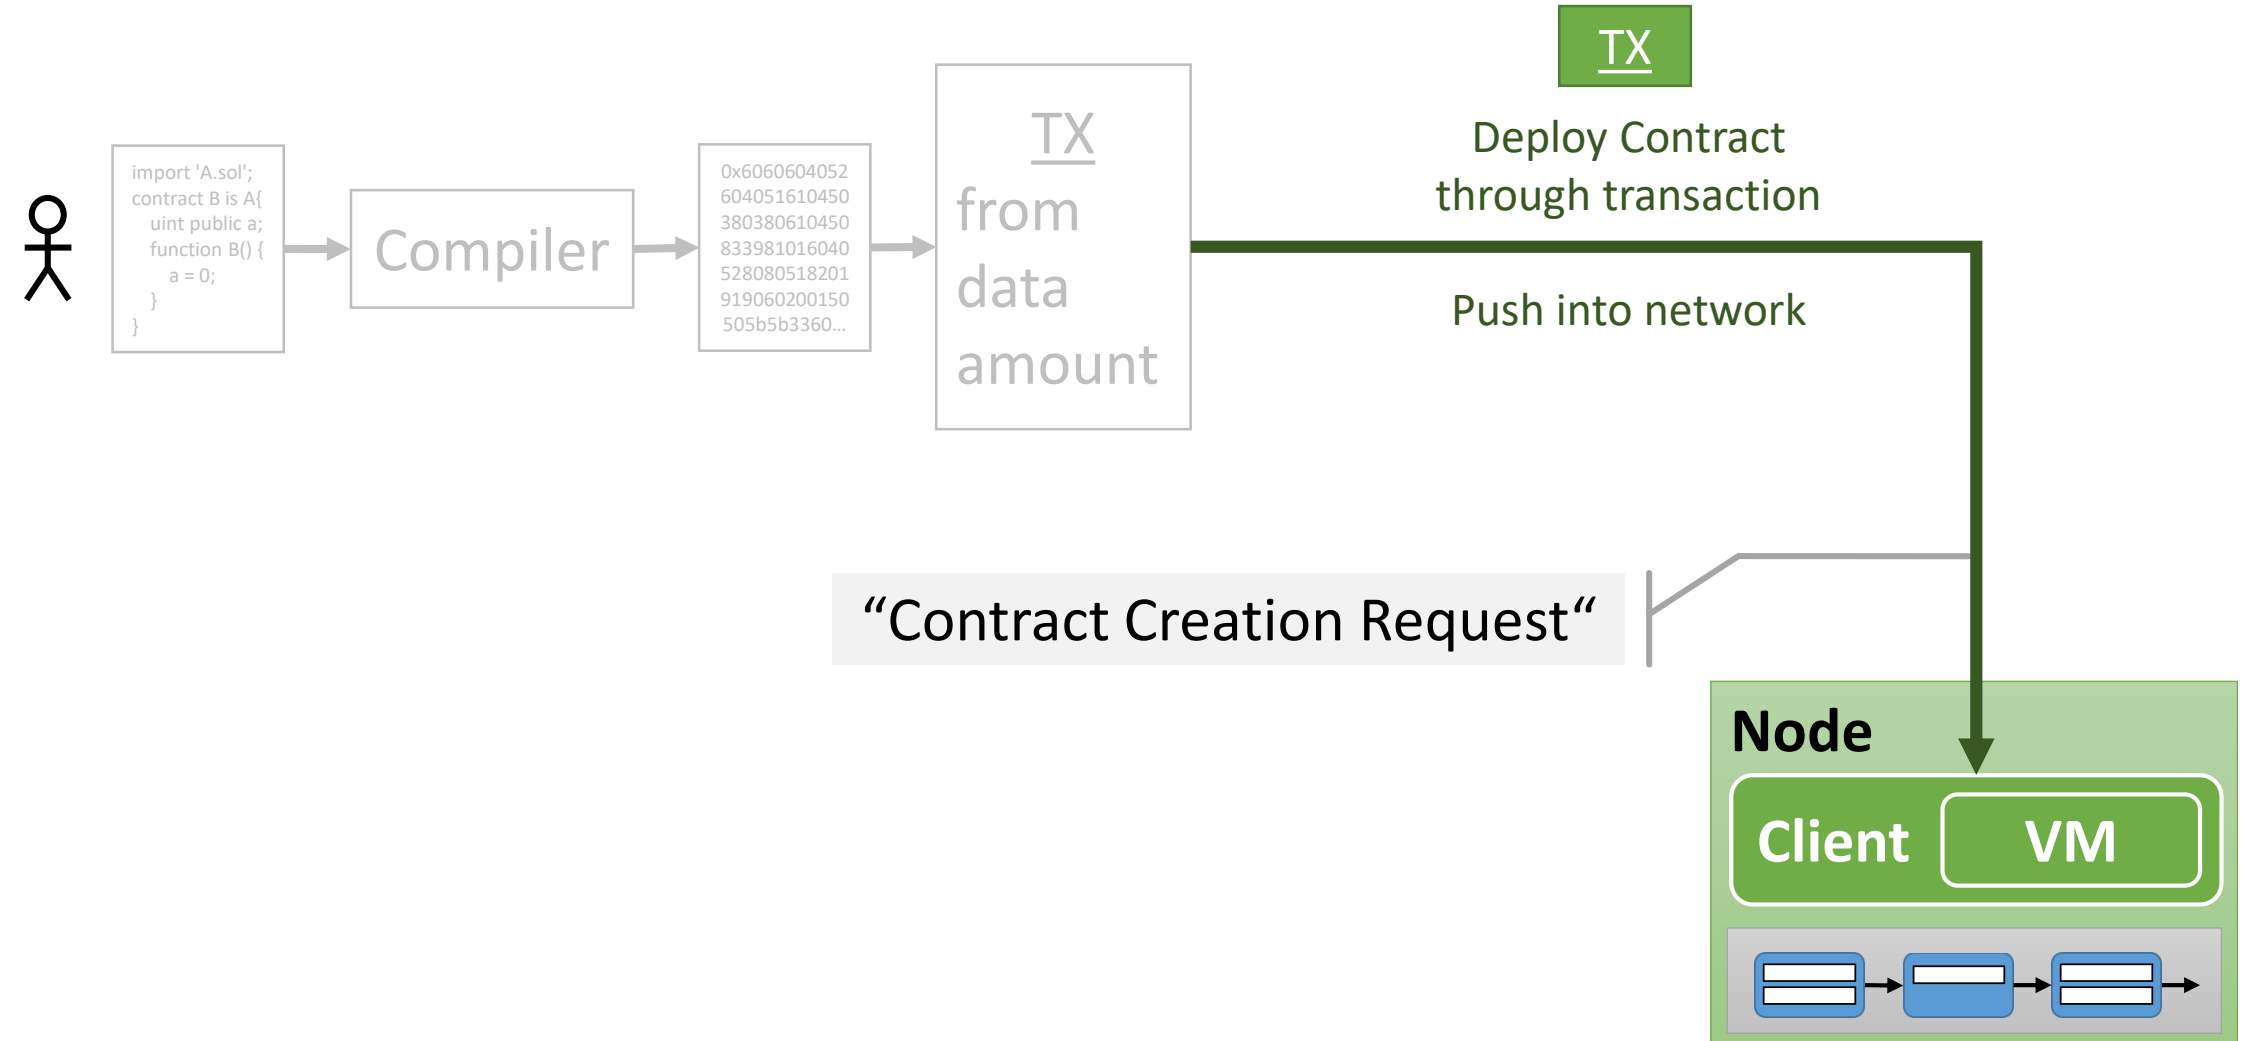 import 'A.sol';
contract B is A{
uint public a;
function B() {
a = 0;
}
}
Compiler
0x6060604052
604051610450
380380610450
833981016040
528080518201
919060200150
505b5b3360...
TX
from
data
amount
TX
Deploy Contract
through transaction
Push into network
“Contract Creation Request“
Node
Client
VM